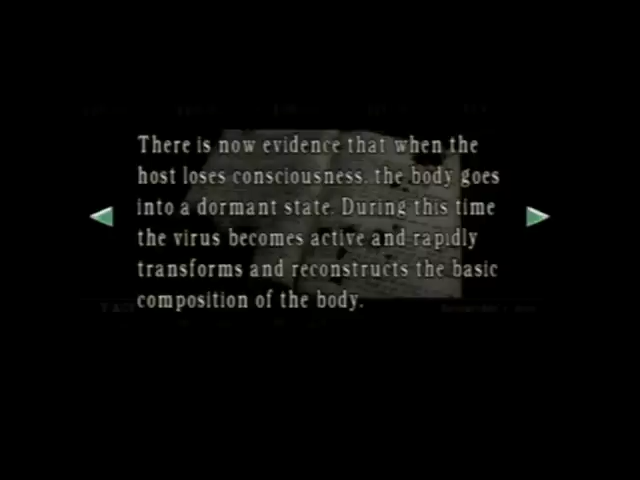 There is now evidence that when the
host loses consciousness, the body goes
into a dormant state. During this time
the virus becomes active and rapidly
transforms and reconstructs the basic
composition of the body.